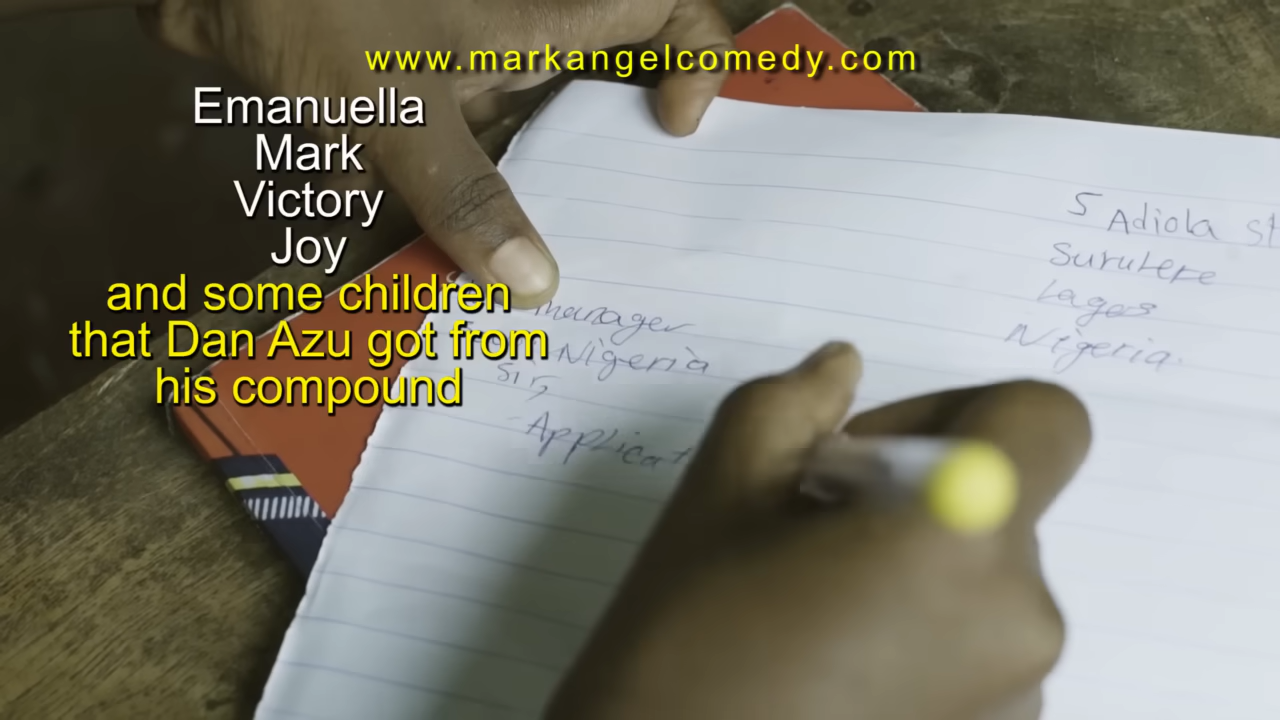 www.markangelcomedy.com
Emanuella
Mark
Victory
Joy
and some children
that Dan Azu got from
his compound
5 Adiola St
Surulere
Lagos
Nigeria.
manager
Nigeria
Sir,
Applicat